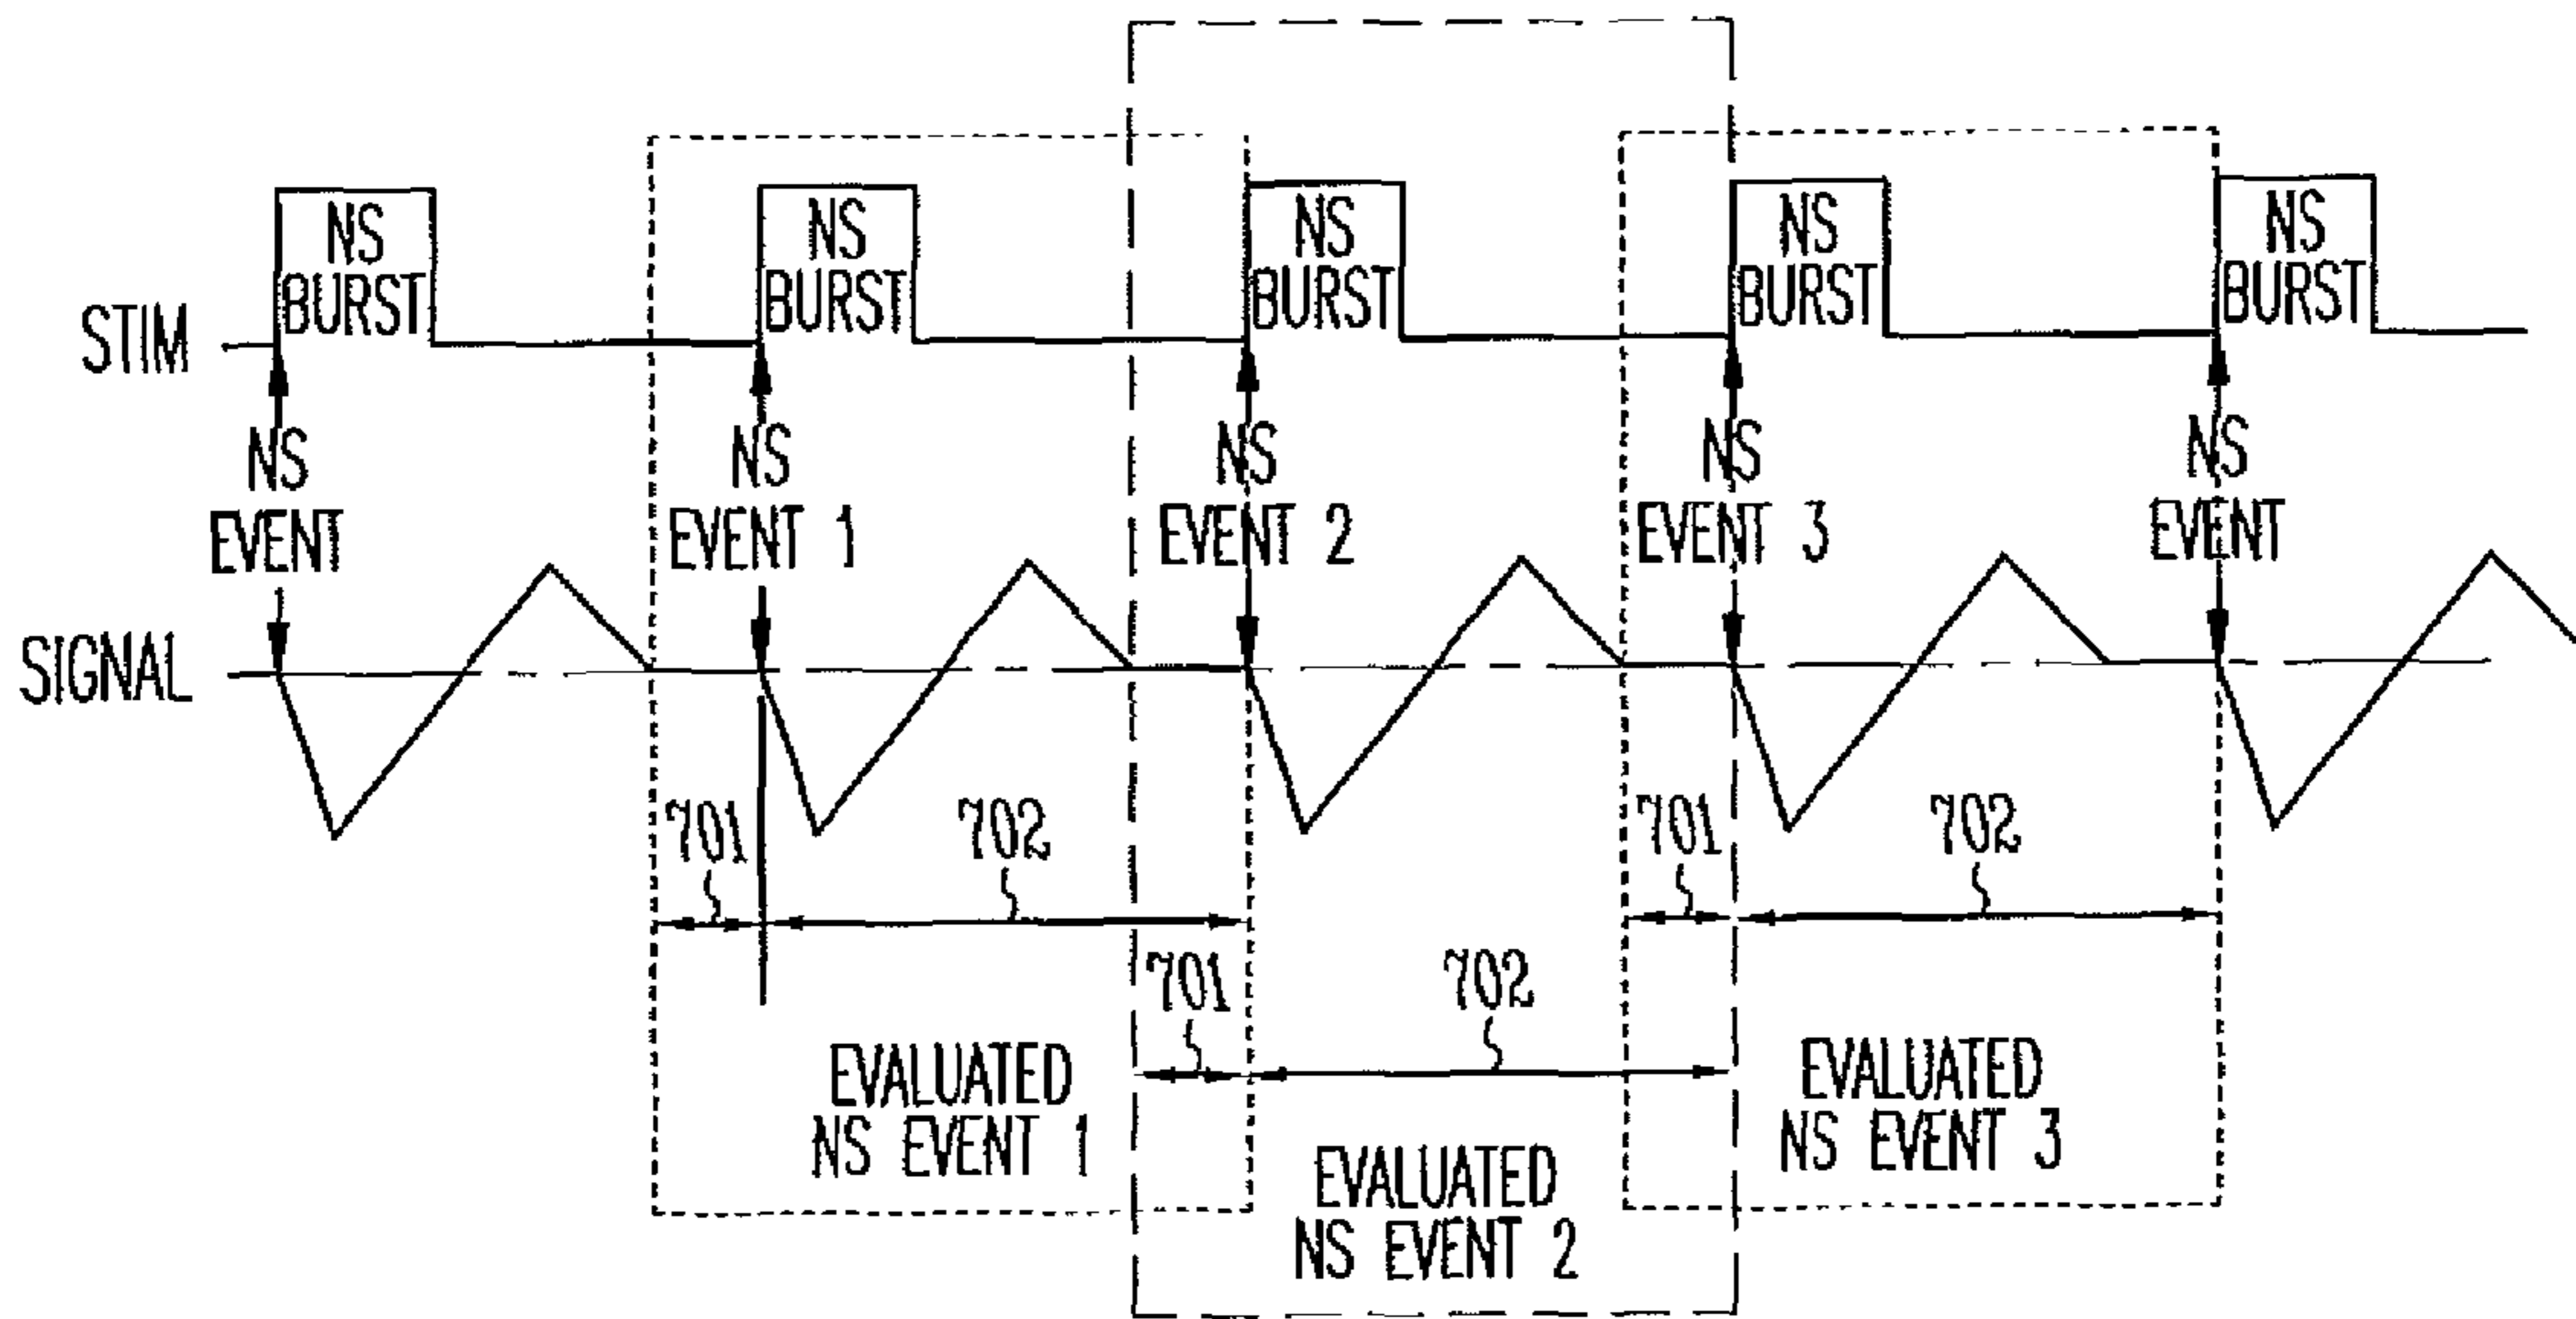 NS
BURST
NS
BURST
NS
BURST
NS
BURST
NS
BURST
STIM
NS
EVENT
NS
EVENT 1
NS
EVENT 2
NS
EVENT 3
NS
EVENT
SIGNAL
701
702
701
702
701
702
EVALUATED
NS EVENT 1
EVALUATED
NS EVENT 2
EVALUATED
NS EVENT 3